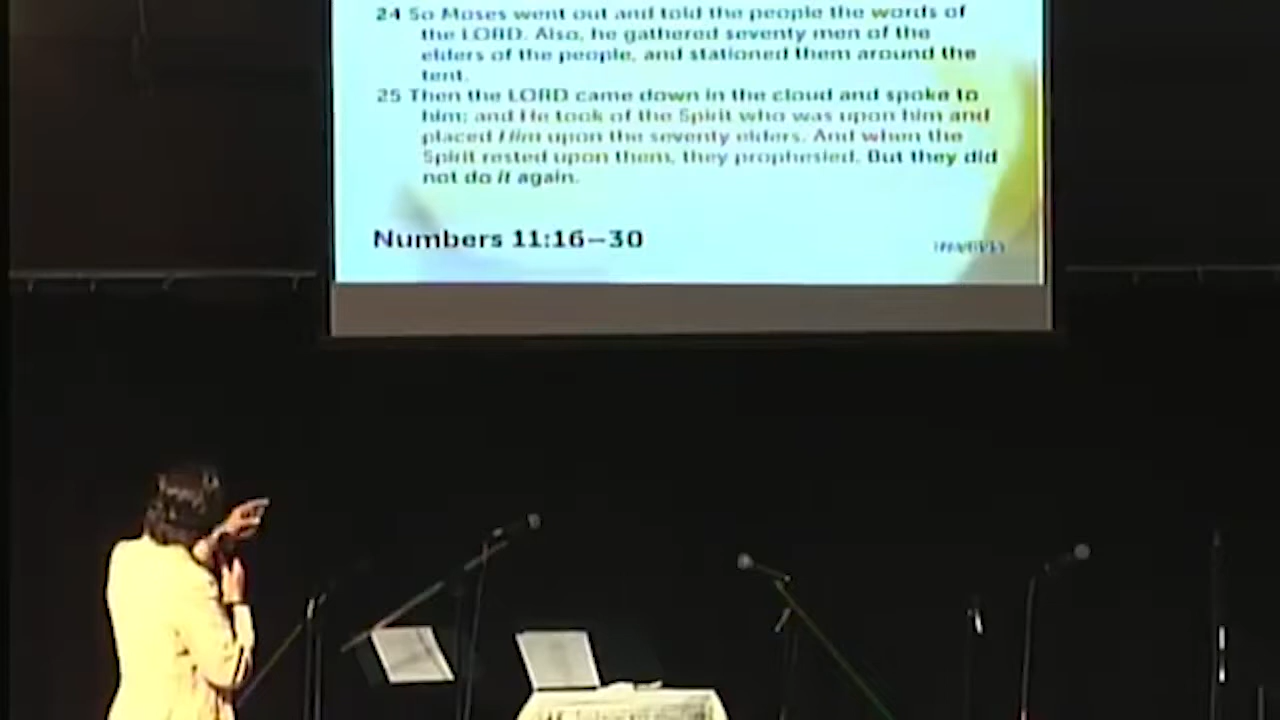 24 So Moses went out and told the people the words of
the LORD. Also, he gathered seventy men of the
elders of the people, and stationed them around the
tent.
25 Then the LORD came down in the cloud and spoke to
him; and He took of the Spirit who was upon him and
placed Him upon the seventy elders. And when the
Spirit rested upon them, they prophesied. But they did
not do it again.
Numbers 11:16–30